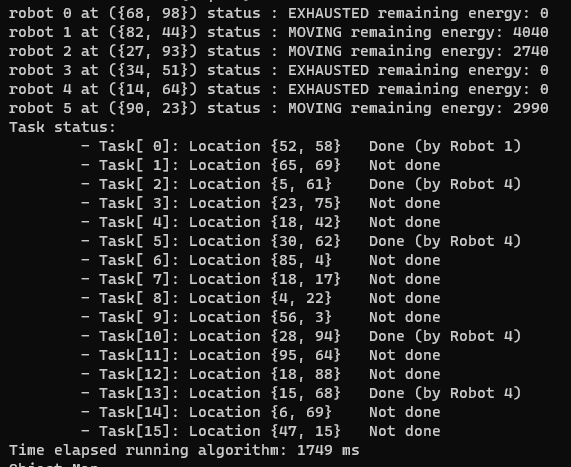 robot 0 at ({68, 98}) status : EXHAUSTED remaining energy: 0
robot 1 at ({82, 44}) status : MOVING remaining energy: 4040
robot 2 at ({27, 93}) status : MOVING remaining energy: 2740
robot 3 at ({34, 51}) status : EXHAUSTED remaining energy: 0
robot 4 at ({14, 64}) status : EXHAUSTED remaining energy: 0
robot 5 at ({90, 23}) status : MOVING remaining energy: 2990
Task status:
- Task[ 0]: Location {52, 58} Done (by Robot 1)
- Task[ 1]: Location {65, 69} Not done
- Task[ 2]: Location {5, 61} Done (by Robot 4)
- Task[ 3]: Location {23, 75} Not done
- Task[ 4]: Location {18, 42} Not done
- Task[ 5]: Location {30, 62} Done (by Robot 4)
- Task[ 6]: Location {85, 4} Not done
- Task[ 7]: Location {18, 17} Not done
- Task[ 8]: Location {4, 22} Not done
- Task[ 9]: Location {56, 3} Not done
- Task[10]: Location {28, 94} Done (by Robot 4)
- Task[11]: Location {95, 64} Not done
- Task[12]: Location {18, 88} Not done
- Task[13]: Location {15, 68} Done (by Robot 4)
- Task[14]: Location {6, 69} Not done
- Task[15]: Location {47, 15} Not done
Time elapsed running algorithm: 1749 ms
Object Map